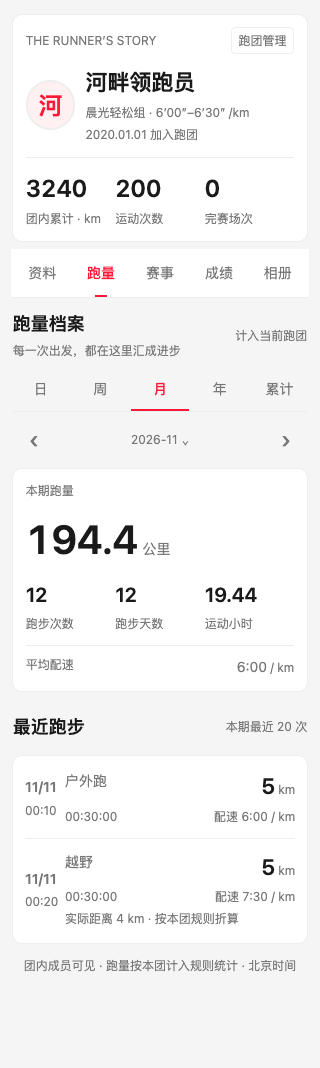 THE RUNNER’S STORY
跑团管理
河
河畔领跑员
晨光轻松组 · 6′00″–6′30″ /km
2020.01.01 加入跑团
3240 200 0
团内累计 · km 运动次数 完赛场次
资料 跑量 赛事 成绩 相册
跑量档案
每一次出发，都在这里汇成进步
计入当前跑团
日 周 月 年 累计
‹ 2026-11 ⌄ ›
本期跑量
194.4 公里
12 12 19.44
跑步次数 跑步天数 运动小时
平均配速 6:00 / km
最近跑步 本期最近 20 次
11/11 户外跑 5 km
00:10 00:30:00 配速 6:00 / km
11/11 越野 5 km
00:20 00:30:00 配速 7:30 / km
实际距离 4 km · 按本团规则折算
团内成员可见 · 跑量按本团计入规则统计 · 北京时间